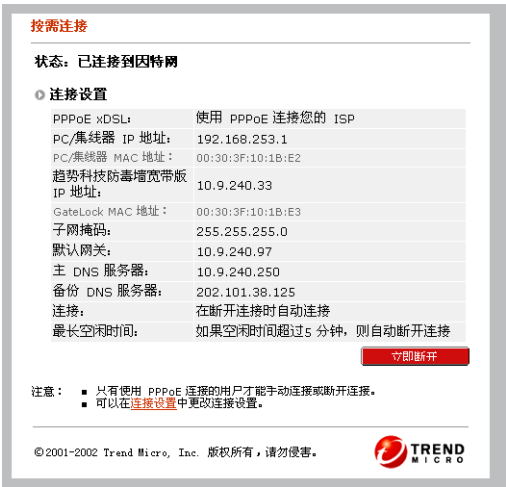 按需连接
状态：已连接到因特网
连接设置
PPPoE xDSL: 使用 PPPoE 连接您的 ISP
PC/集线器 IP 地址: 192.168.253.1
PC/集线器 MAC 地址： 00:30:3F:10:1B:E2
趋势科技防毒墙宽带版
IP 地址: 10.9.240.33
GateLock MAC 地址： 00:30:3F:10:1B:E3
子网掩码: 255.255.255.0
默认网关: 10.9.240.97
主 DNS 服务器: 10.9.240.250
备份 DNS 服务器: 202.101.38.125
连接: 在断开连接时自动连接
最长空闲时间: 如果空闲时间超过5 分钟，则自动断开连接
立即断开
注意： ■ 只有使用 PPPoE 连接的用户才能手动连接或断开连接。
■ 可以在连接设置中更改连接设置。
©2001-2002 Trend Micro, Inc. 版权所有，请勿侵害。
TREND
MICRO